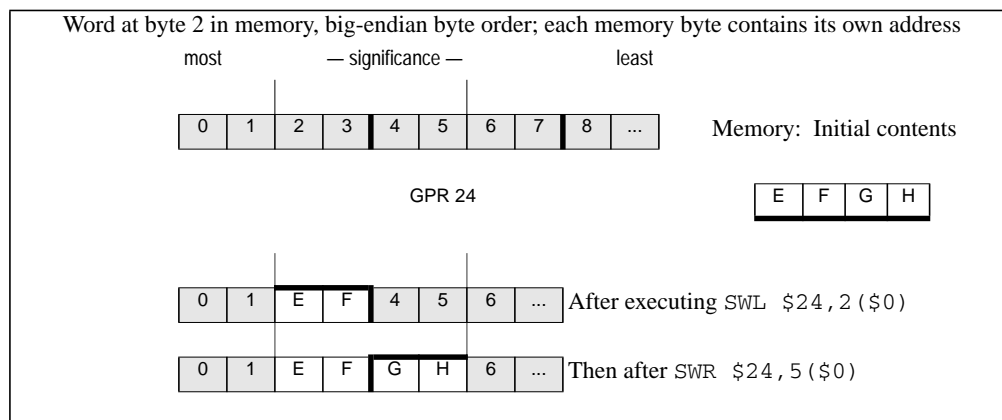 Word at byte 2 in memory, big-endian byte order; each memory byte contains its own address
most — significance — least
0 1 2 3 4 5 6 7 8 ... Memory: Initial contents
GPR 24 E F G H
0 1 E F 4 5 6 ... After executing SWL $24,2($0)
0 1 E F G H 6 ... Then after SWR $24,5($0)